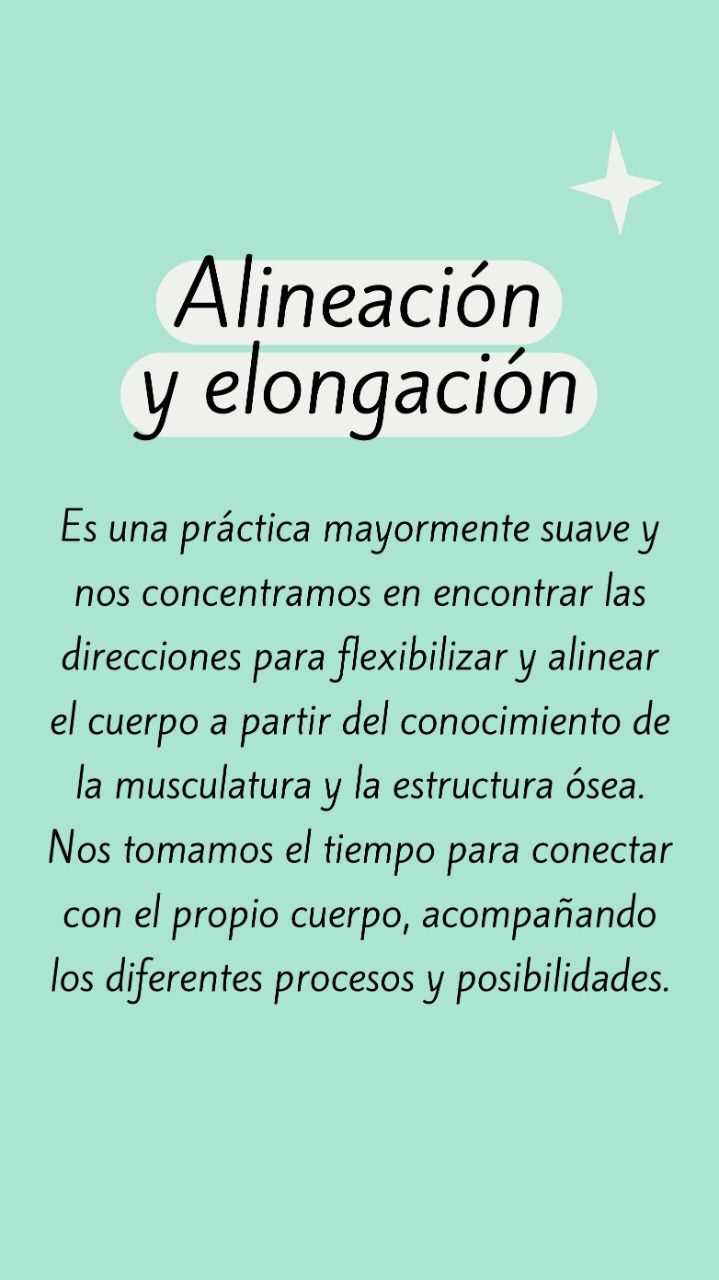 Alineación
y elongación
Es una práctica mayormente suave y
nos concentramos en encontrar las
direcciones para flexibilizar y alinear
el cuerpo a partir del conocimiento de
la musculatura y la estructura ósea.
Nos tomamos el tiempo para conectar
con el propio cuerpo, acompañando
los diferentes procesos y posibilidades.